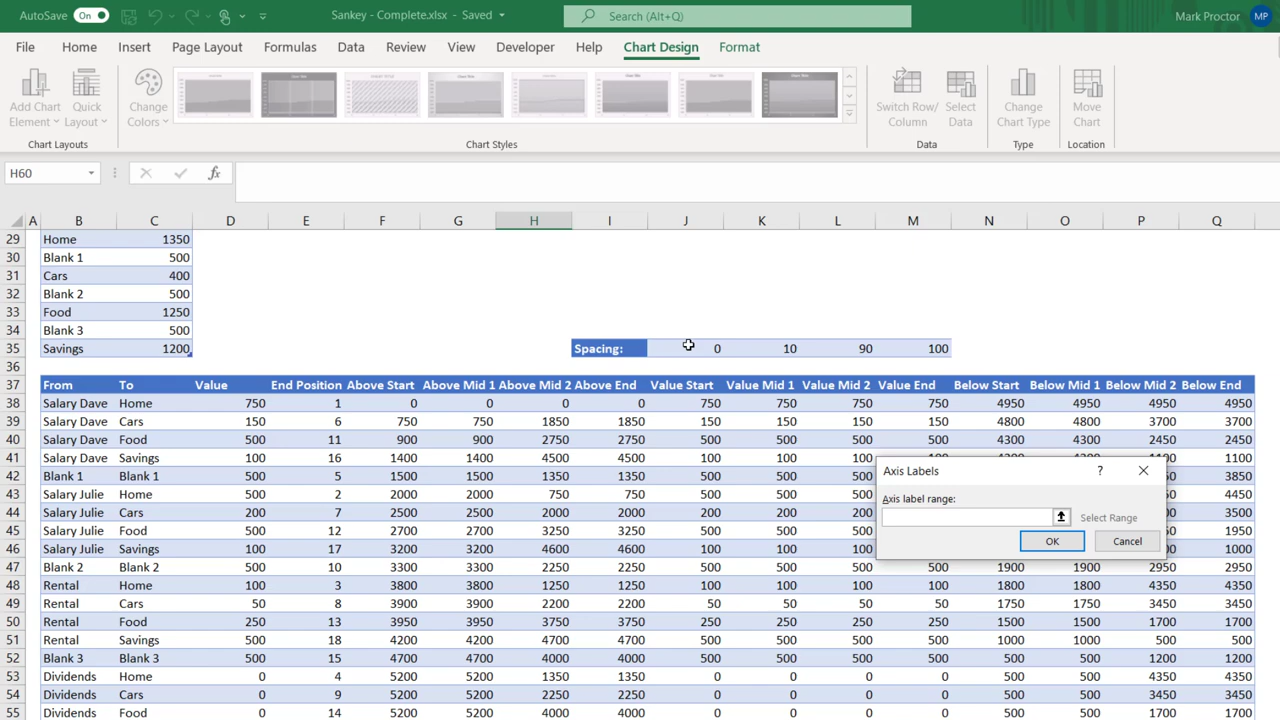 AutoSave On Sankey - Complete.xlsx - Saved Search (Alt+Q) Mark Proctor MP
File Home Insert Page Layout Formulas Data Review View Developer Help Chart Design Format
Add Chart Element Quick Layout Change Colors Switch Row/ Column Select Data Change Chart Type Move Chart
Chart Layouts Chart Styles Data Type Location
H60 fx
A B C D E F G H I J K L M N O P Q
29 Home 1350
30 Blank 1 500
31 Cars 400
32 Blank 2 500
33 Food 1250
34 Blank 3 500
35 Savings 1200 Spacing: 0 10 90 100
36
37 From To Value End Position Above Start Above Mid 1 Above Mid 2 Above End Value Start Value Mid 1 Value Mid 2 Value End Below Start Below Mid 1 Below Mid 2 Below End
38 Salary Dave Home 750 1 0 0 0 0 750 750 750 750 4950 4950 4950 4950
39 Salary Dave Cars 150 6 750 750 1850 1850 150 150 150 150 4800 4800 3700 3700
40 Salary Dave Food 500 11 900 900 2750 2750 500 500 500 500 4300 4300 2450 2450
41 Salary Dave Savings 100 16 1400 1400 4500 4500 100 100 1100
42 Blank 1 Blank 1 500 5 1500 1500 1350 1350 500 500 500 3850
43 Salary Julie Home 500 2 2000 2000 750 750 500 500 500 4450
44 Salary Julie Cars 200 7 2500 2500 2000 2000 200 200 200 3500
45 Salary Julie Food 500 12 2700 2700 3250 3250 500 500 500 1950
46 Salary Julie Savings 100 17 3200 3200 4600 4600 100 100 100 1000
47 Blank 2 Blank 2 500 10 3300 3300 2250 2250 500 500 500 500 1900 1900 2950 2950
48 Rental Home 100 3 3800 3800 1250 1250 100 100 100 100 1800 1800 4350 4350
49 Rental Cars 50 8 3900 3900 2200 2200 50 50 50 50 1750 1750 3450 3450
50 Rental Food 250 13 3950 3950 3750 3750 250 250 250 250 1500 1500 1700 1700
51 Rental Savings 500 18 4200 4200 4700 4700 500 500 500 500 1000 1000 500 500
52 Blank 3 Blank 3 500 15 4700 4700 4000 4000 500 500 500 500 500 500 1200 1200
53 Dividends Home 0 4 5200 5200 1350 1350 0 0 0 0 500 500 4350 4350
54 Dividends Cars 0 9 5200 5200 2250 2250 0 0 0 0 500 500 3450 3450
55 Dividends Food 0 14 5200 5200 4000 4000 0 0 0 0 500 500 1700 1700
Axis Labels ?
Axis label range:
Select Range
OK Cancel